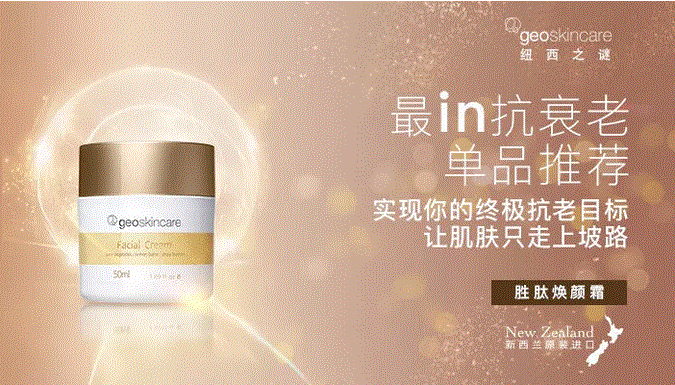 geoskincare
纽西之谜
最in抗衰老
单品推荐
实现你的终极抗老目标
让肌肤只走上坡路
胜肽焕颜霜
New Zealand
新西兰原装进口
geoskincare
Facial Cream
50ml